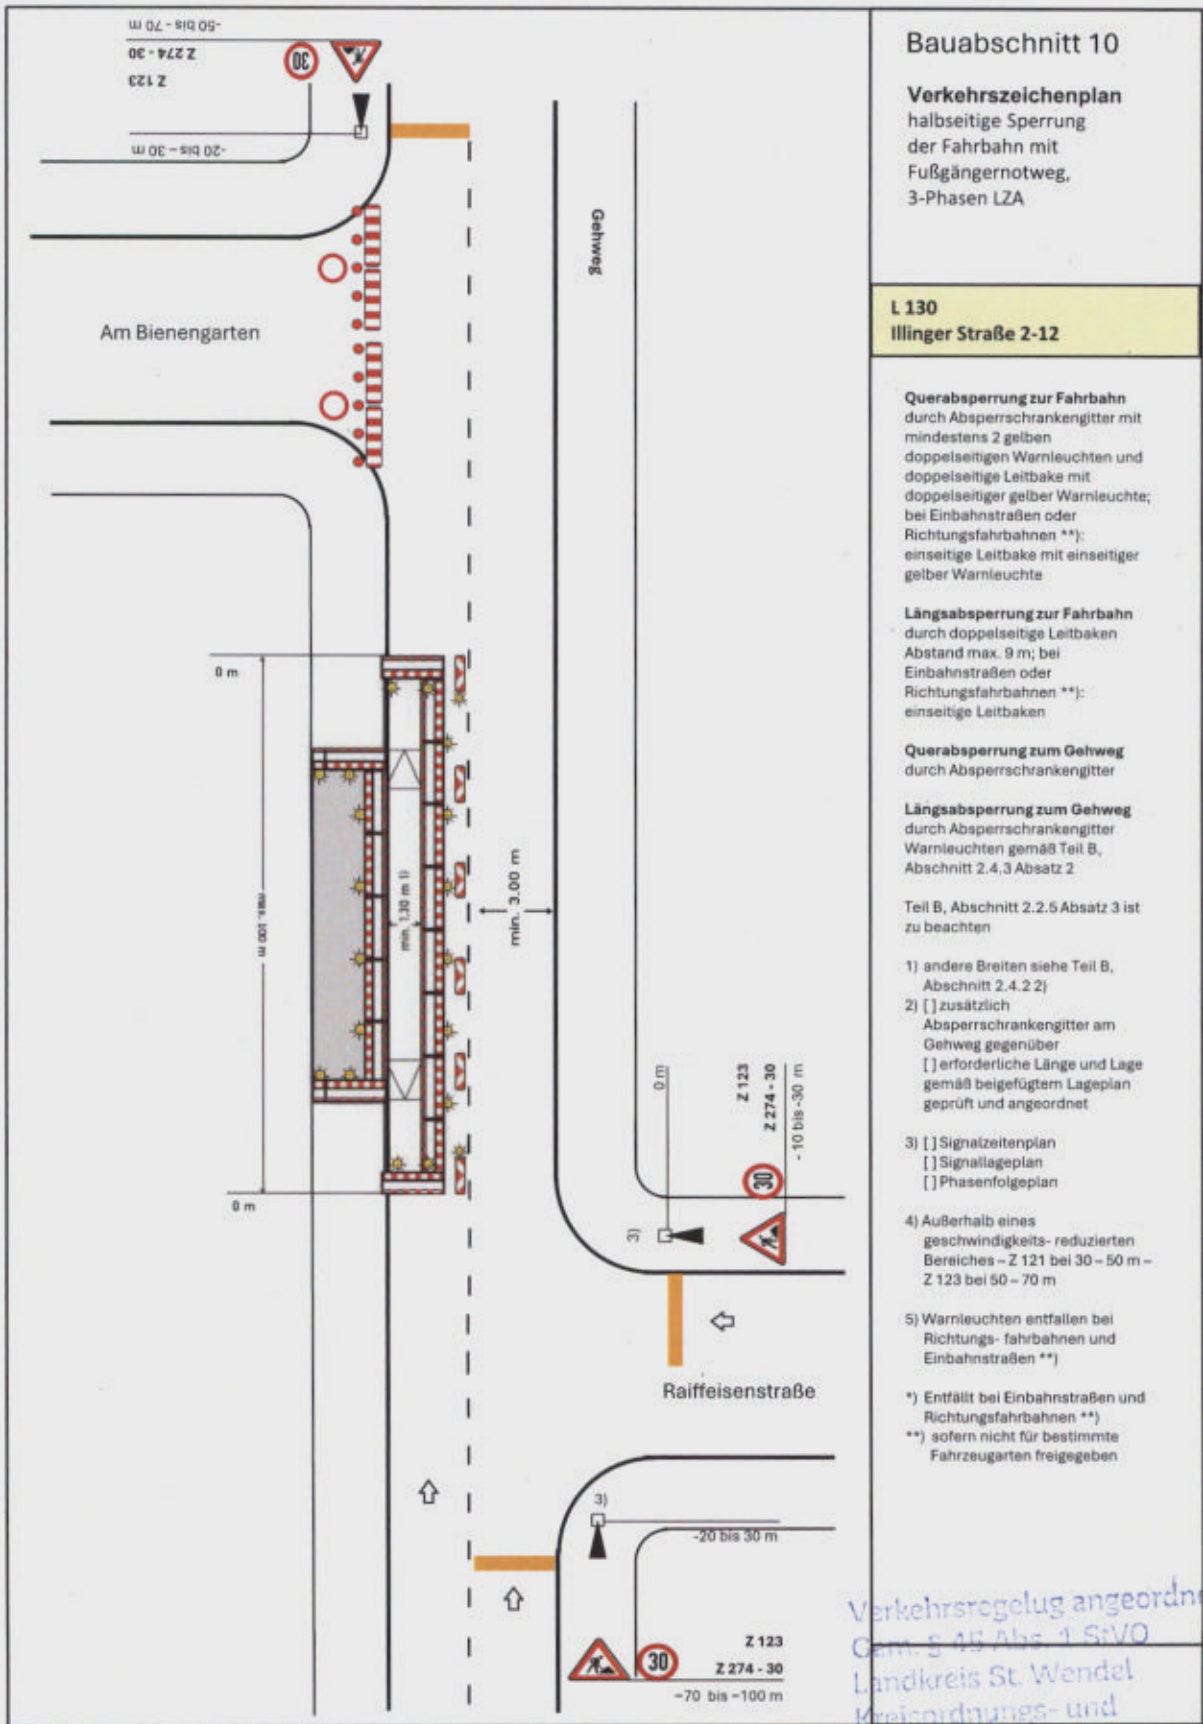 -50 bis - 70 m
Z 274 - 30
Z 123
30
-20 bis – 30 m
Am Bienengarten
Gehweg
0 m
max. 100 m
min. 1,30 m 1)
min. 3.00 m
0 m
0 m
Z 123
Z 274 - 30
- 10 bis -30 m
30
3)
Raiffeisenstraße
3)
-20 bis 30 m
30
Z 123
Z 274 - 30
-70 bis -100 m
Bauabschnitt 10
Verkehrszeichenplan
halbseitige Sperrung
der Fahrbahn mit
Fußgängernotweg,
3-Phasen LZA
L 130
Illinger Straße 2-12
Querabsperrung zur Fahrbahn
durch Absperrschrankengitter mit
mindestens 2 gelben
doppelseitigen Warnleuchten und
doppelseitige Leitbake mit
doppelseitiger gelber Warnleuchte;
bei Einbahnstraßen oder
Richtungsfahrbahnen **):
einseitige Leitbake mit einseitiger
gelber Warnleuchte
Längsabsperrung zur Fahrbahn
durch doppelseitige Leitbaken
Abstand max. 9 m; bei
Einbahnstraßen oder
Richtungsfahrbahnen **):
einseitige Leitbaken
Querabsperrung zum Gehweg
durch Absperrschrankengitter
Längsabsperrung zum Gehweg
durch Absperrschrankengitter
Warnleuchten gemäß Teil B,
Abschnitt 2.4.3 Absatz 2
Teil B, Abschnitt 2.2.5 Absatz 3 ist
zu beachten
1) andere Breiten siehe Teil B,
Abschnitt 2.4.2 2)
2) [ ] zusätzlich
Absperrschrankengitter am
Gehweg gegenüber
[ ] erforderliche Länge und Lage
gemäß beigefügtem Lageplan
geprüft und angeordnet
3) [ ] Signalzeitenplan
[ ] Signallageplan
[ ] Phasenfolgeplan
4) Außerhalb eines
geschwindigkeits- reduzierten
Bereiches – Z 121 bei 30 – 50 m –
Z 123 bei 50 – 70 m
5) Warnleuchten entfallen bei
Richtungs- fahrbahnen und
Einbahnstraßen **)
*) Entfällt bei Einbahnstraßen und
Richtungsfahrbahnen **)
**) sofern nicht für bestimmte
Fahrzeugarten freigegeben
Verkehrsregelug angeordne
Gem. § 45 Abs. 1 StVO
Landkreis St. Wendel
Kreisordnungs- und